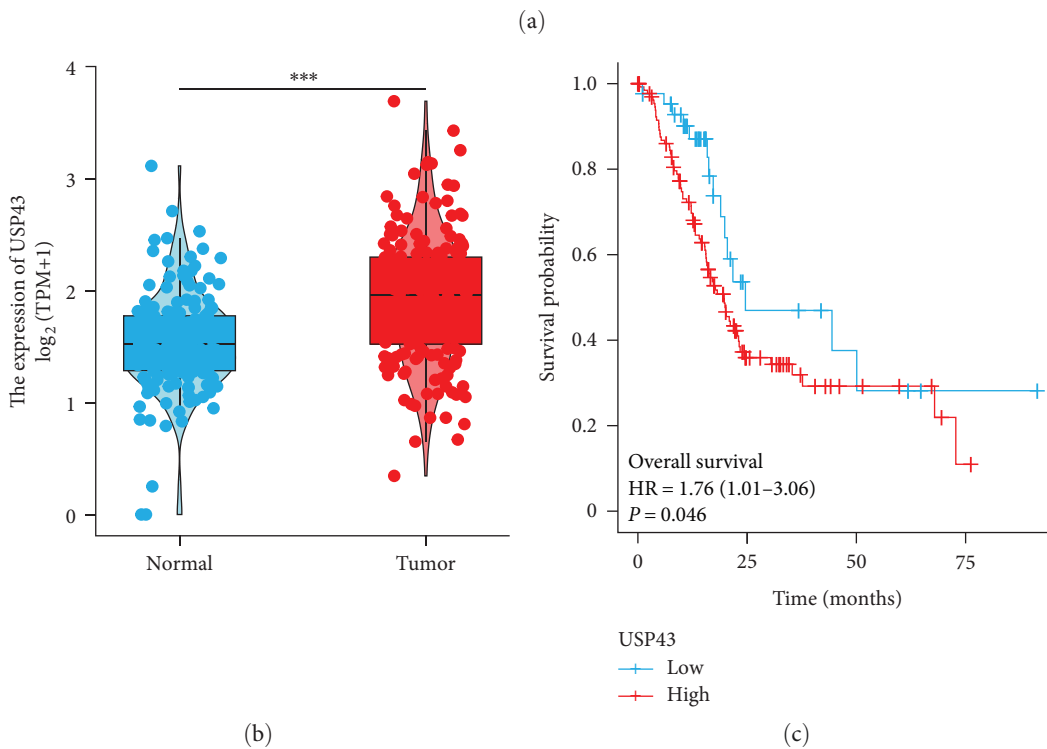 (a)
4
3
2
1
0
The expression of USP43
log₂ (TPM+1)
***
Normal
Tumor
(b)
1.0
0.8
0.6
0.4
0.2
0
Survival probability
Overall survival
HR = 1.76 (1.01–3.06)
P = 0.046
0
25
50
75
Time (months)
USP43
Low
High
(c)